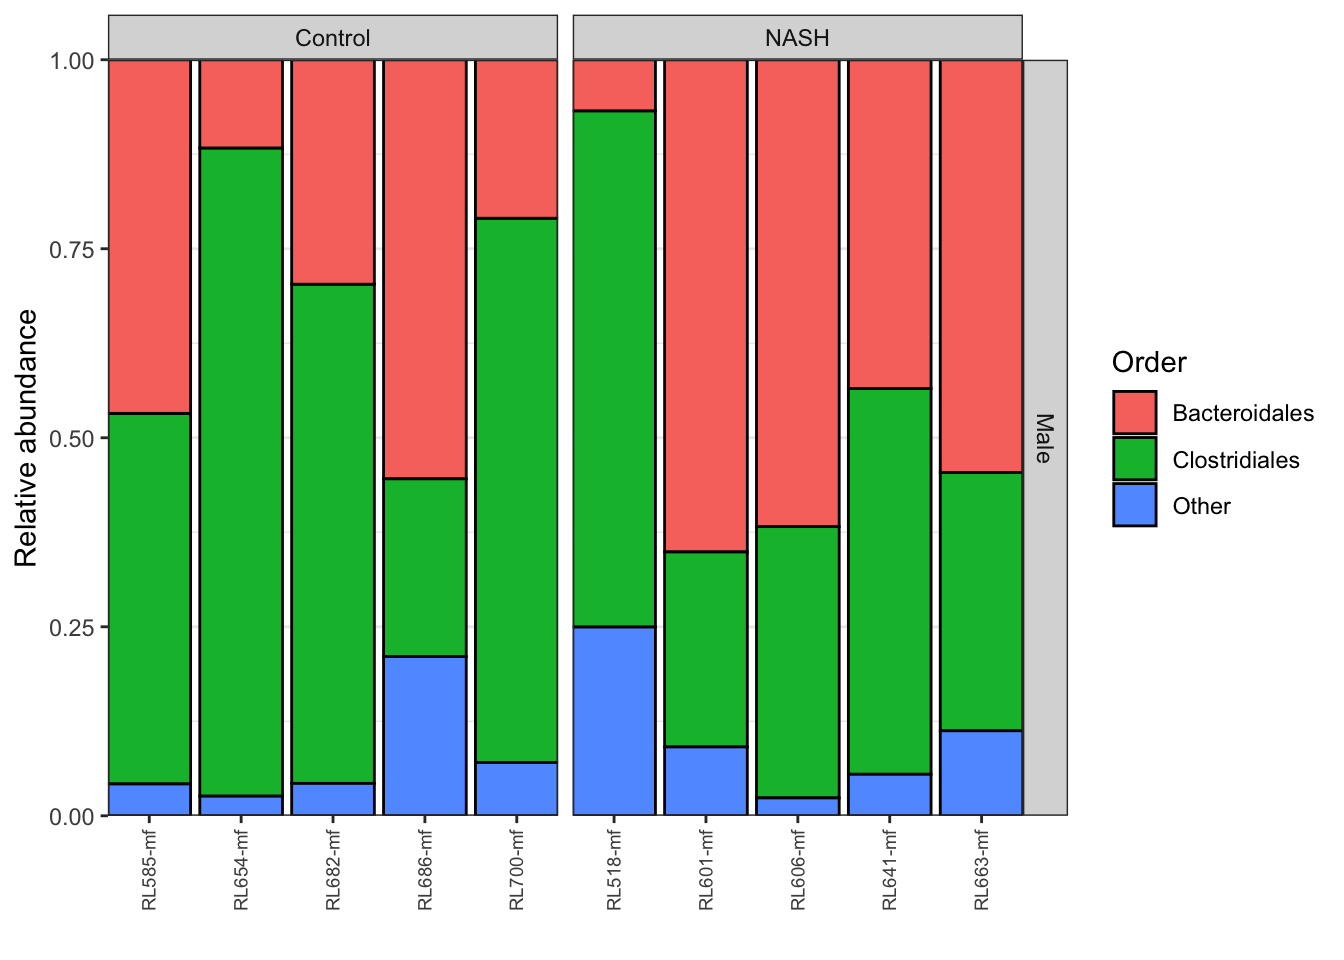 Control
NASH
1.00
0.75
0.50
0.25
0.00
Relative abundance
Male
RL585-mf
RL654-mf
RL682-mf
RL686-mf
RL700-mf
RL518-mf
RL601-mf
RL606-mf
RL641-mf
RL663-mf
Order
Bacteroidales
Clostridiales
Other